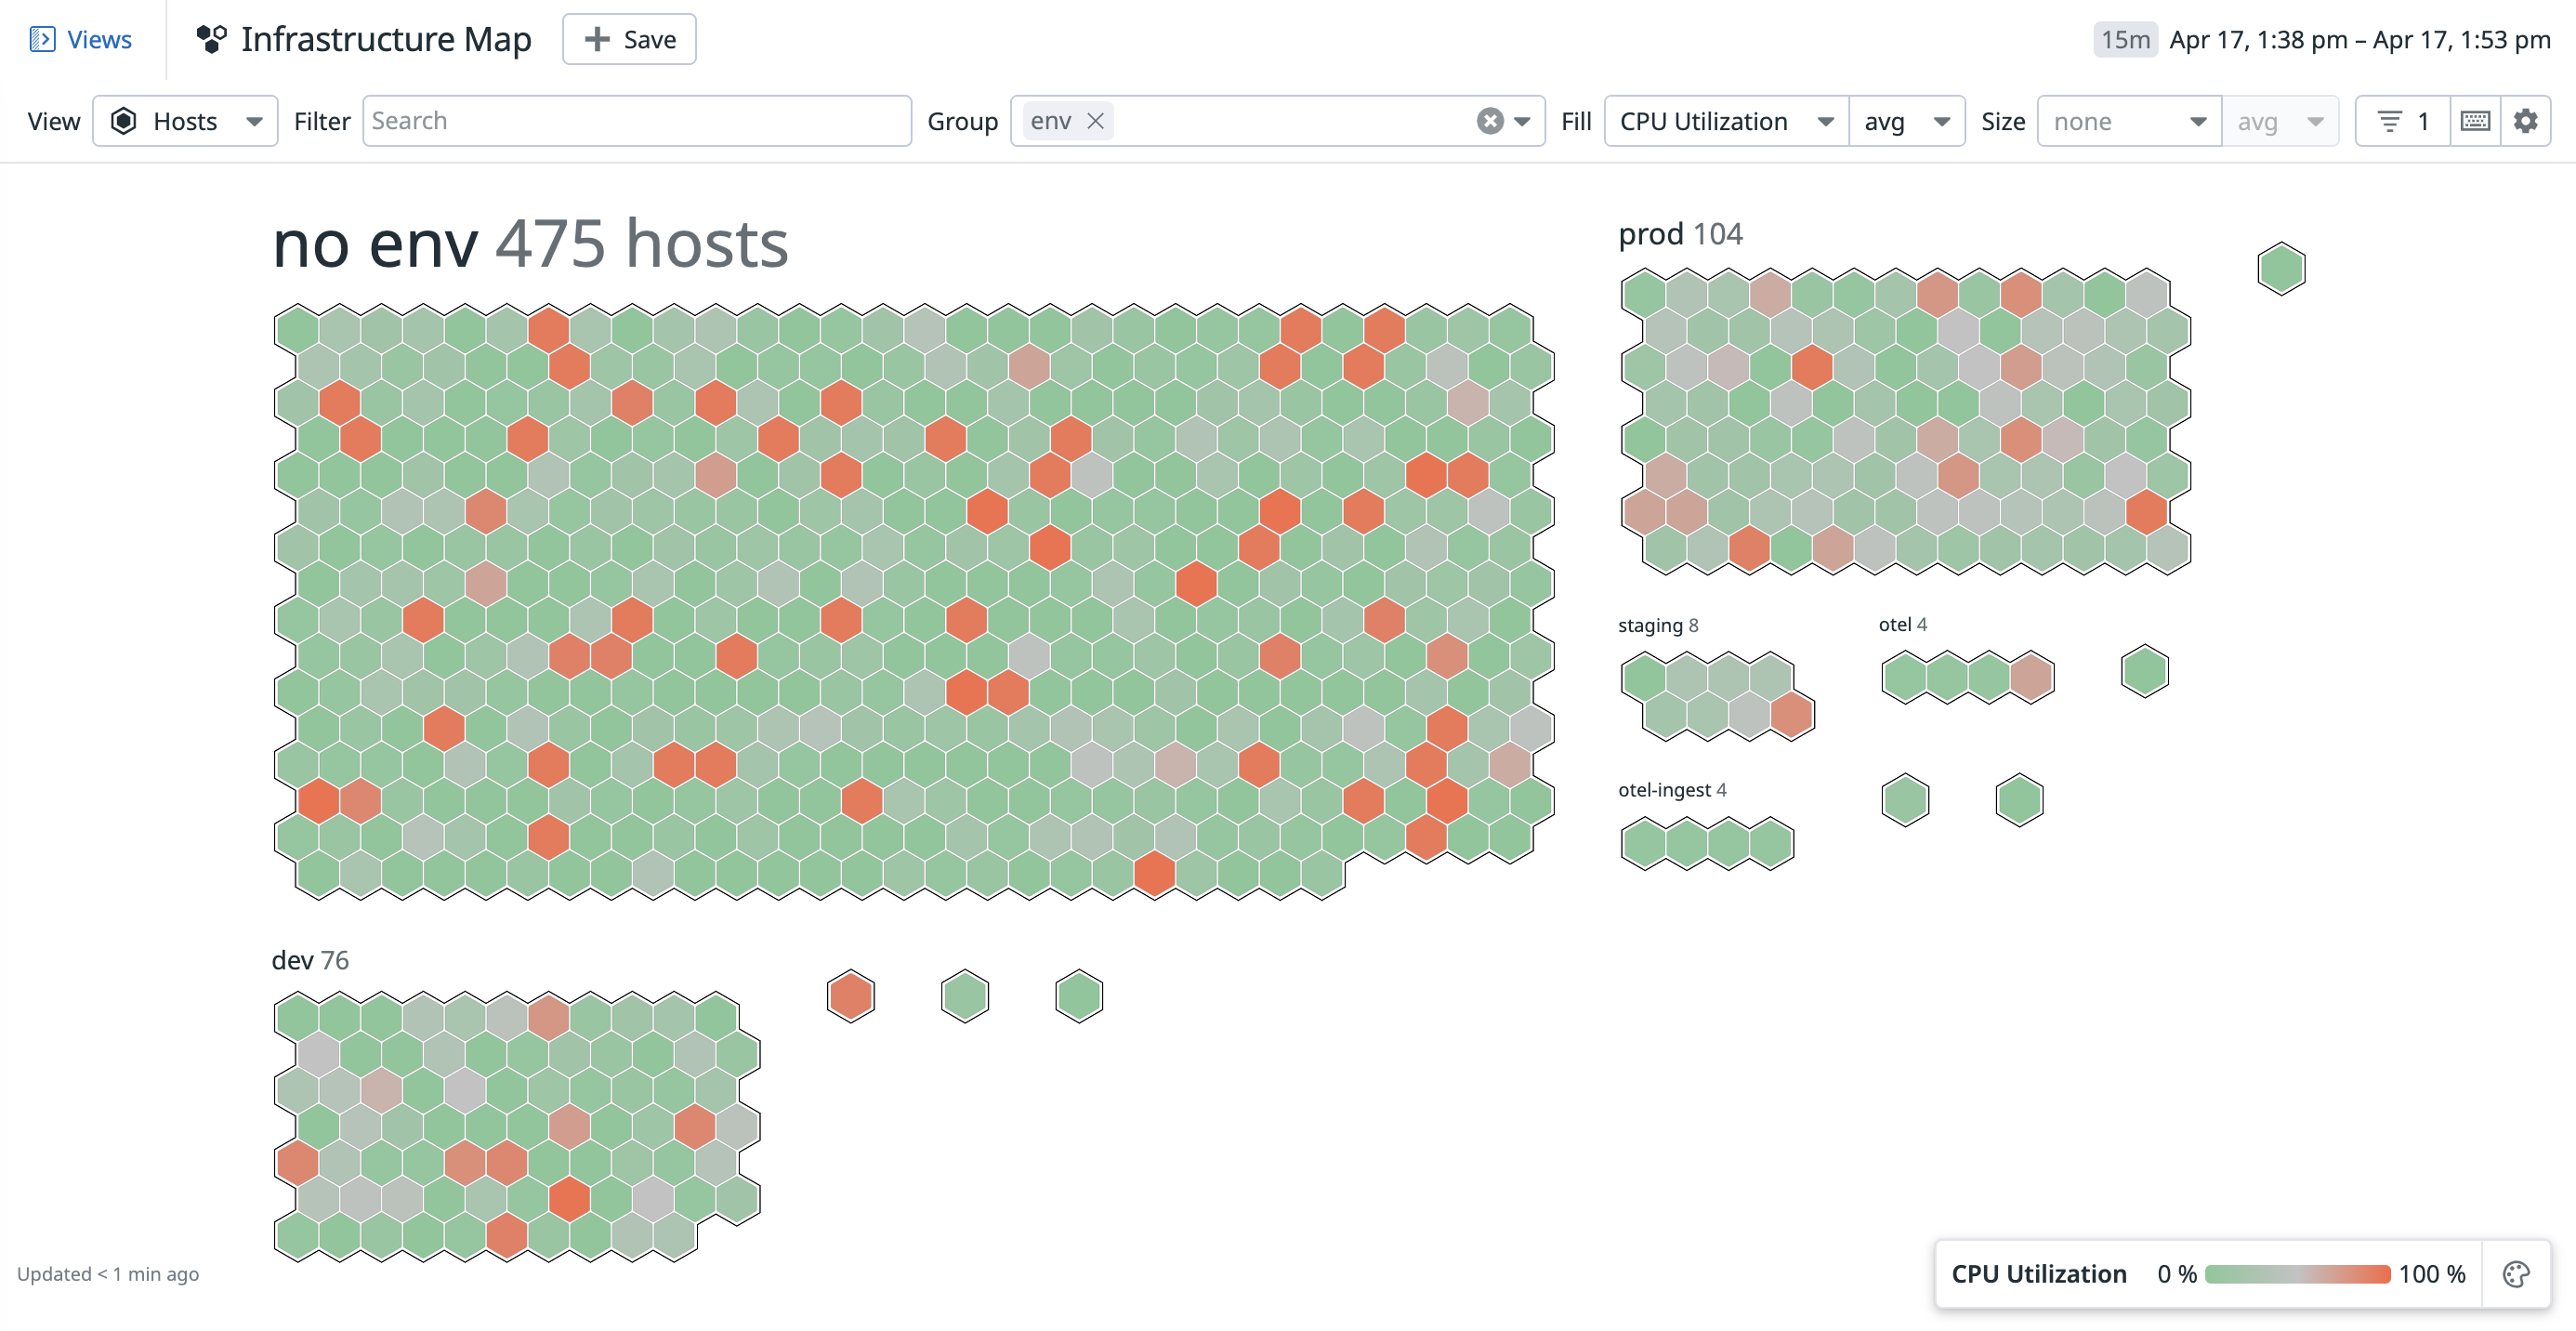 Views
Infrastructure Map
Save
15m Apr 17, 1:38 pm – Apr 17, 1:53 pm
View Hosts Filter Search Group env Fill CPU Utilization avg Size none avg 1
no env 475 hosts
prod 104
staging 8
otel 4
otel-ingest 4
dev 76
Updated < 1 min ago
CPU Utilization 0 % 100 %